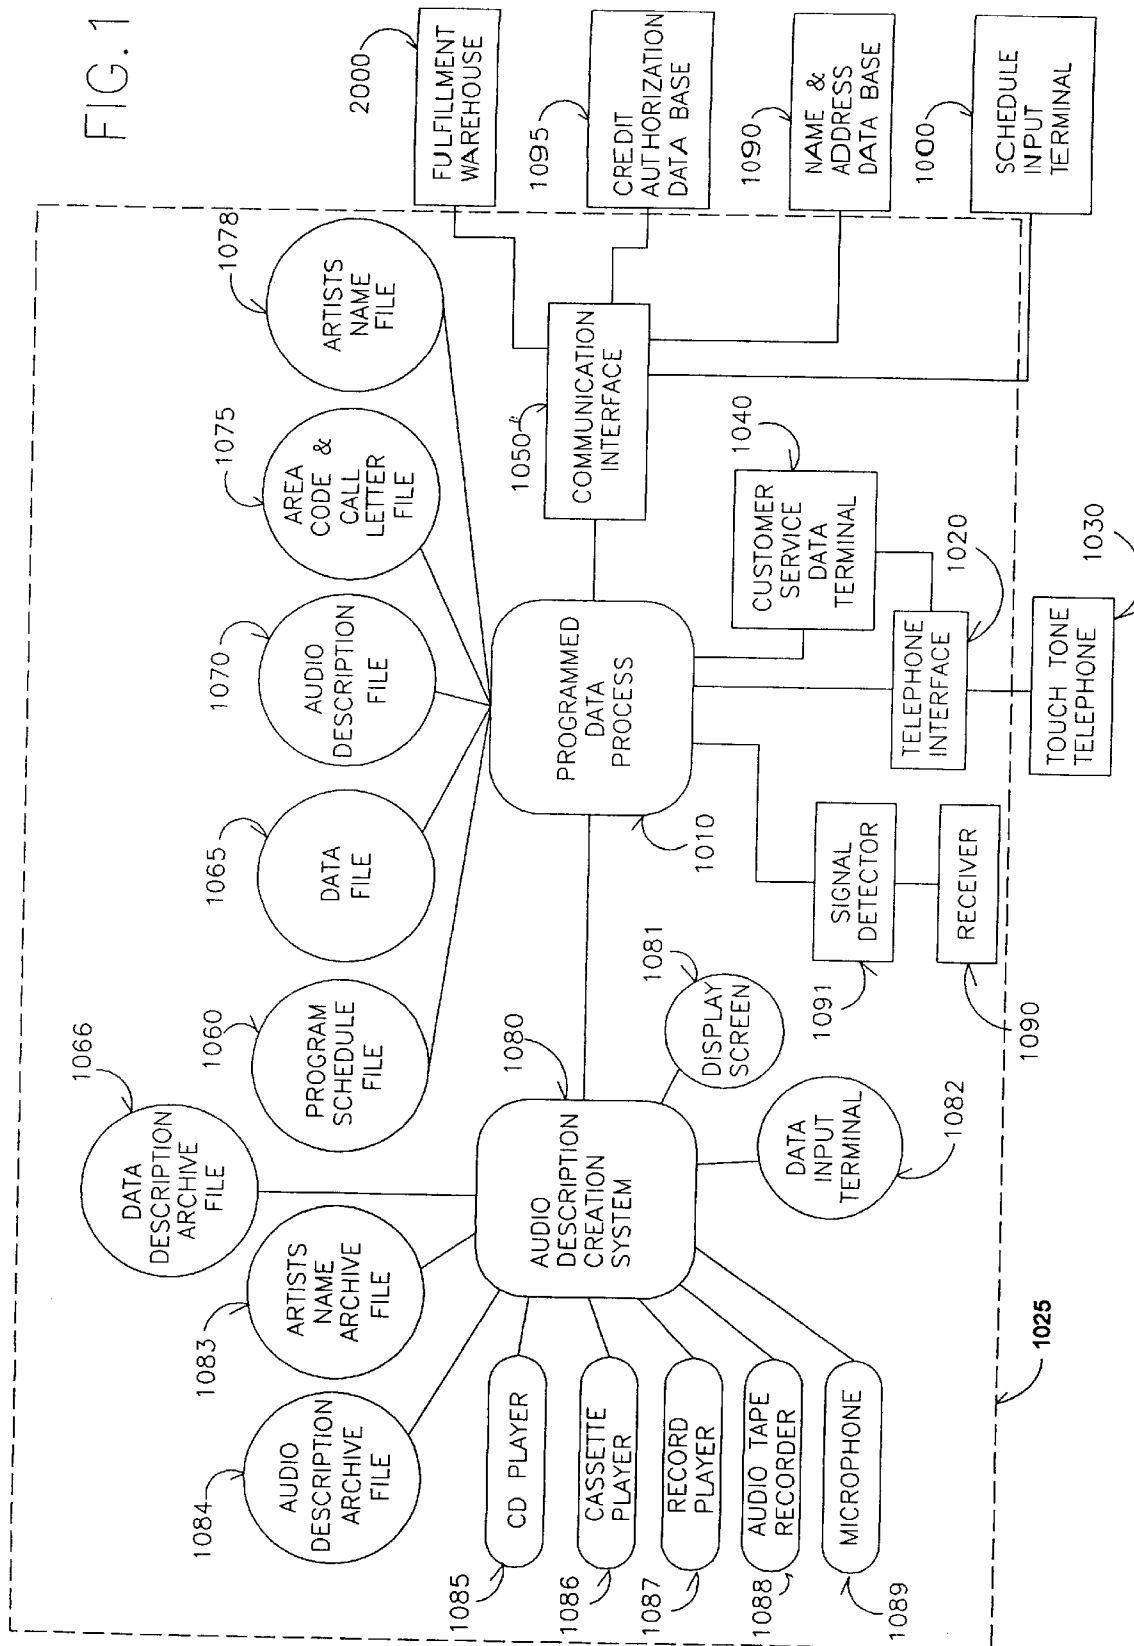 FIG. 1
1066
DATA
DESCRIPTION
ARCHIVE
FILE
1083
ARTISTS
NAME
ARCHIVE
FILE
1084
AUDIO
DESCRIPTION
ARCHIVE
FILE
1060
PROGRAM
SCHEDULE
FILE
1065
DATA
FILE
1070
AUDIO
DESCRIPTION
FILE
1075
AREA
CODE &
CALL
LETTER
FILE
1078
ARTISTS
NAME
FILE
2000
FULFILLMENT
WAREHOUSE
1095
CREDIT
AUTHORIZATION
DATA BASE
1090
NAME &
ADDRESS
DATA BASE
1000
SCHEDULE
INPUT
TERMINAL
1085
CD PLAYER
1086
CASSETTE
PLAYER
1087
RECORD
PLAYER
1088
AUDIO TAPE
RECORDER
1089
MICROPHONE
1080
AUDIO
DESCRIPTION
CREATION
SYSTEM
1081
DISPLAY
SCREEN
1082
DATA
INPUT
TERMINAL
1010
PROGRAMMED
DATA
PROCESS
1050
COMMUNICATION
INTERFACE
1040
CUSTOMER
SERVICE
DATA
TERMINAL
1091
SIGNAL
DETECTOR
1090
RECEIVER
1020
TELEPHONE
INTERFACE
1030
TOUCH TONE
TELEPHONE
1025